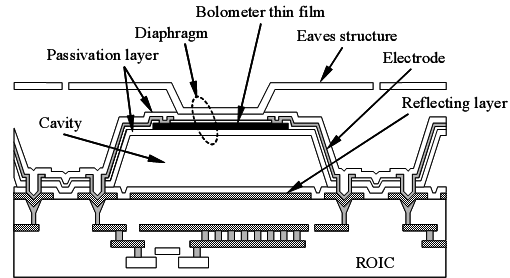 Bolometer thin film
Diaphragm
Eaves structure
Passivation layer
Electrode
Reflecting layer
Cavity
ROIC